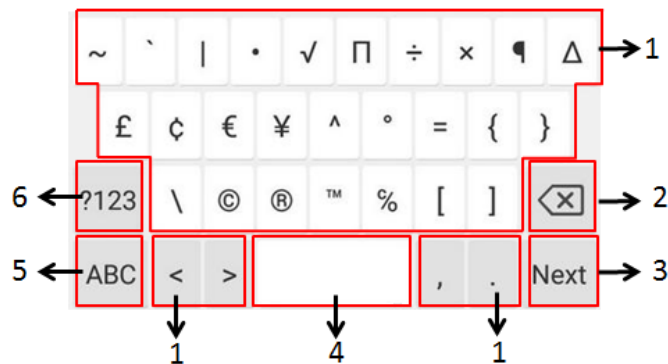 ~ ` | • √ Π ÷ × ¶ Δ 1
£ ¢ € ¥ ^ ° = { }
6 ?123 \ © ® ™ ℅ [ ] 2
5 ABC < > , . Next 3
1 4 1